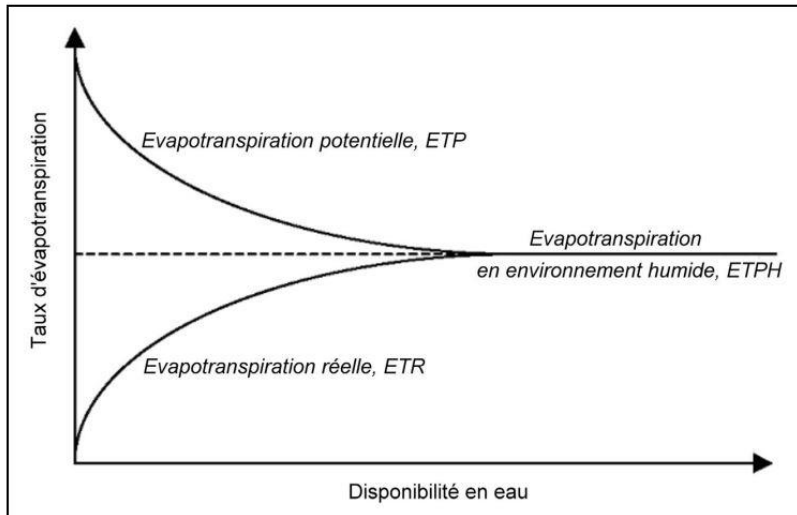 Taux d'évapotranspiration
Evapotranspiration potentielle, ETP
Evapotranspiration
en environnement humide, ETPH
Evapotranspiration réelle, ETR
Disponibilité en eau